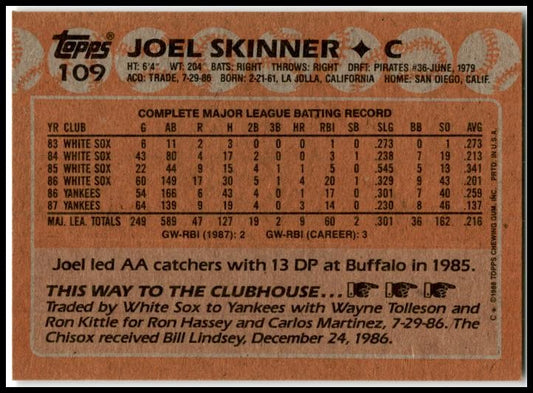 Topps
109
JOEL SKINNER ✦ C
HT: 6'4" WT: 204 BATS: RIGHT THROWS: RIGHT DRFT: PIRATES #36-JUNE, 1979
ACQ: TRADE, 7-29-86 BORN: 2-21-61, LA JOLLA, CALIFORNIA HOME: SAN DIEGO, CALIF.
COMPLETE MAJOR LEAGUE BATTING RECORD
YR CLUB G AB R H 2B 3B HR RBI SB SLG BB SO AVG
83 WHITE SOX 6 11 2 3 0 0 0 1 0 .273 0 1 .273
84 WHITE SOX 43 80 4 17 2 0 0 3 1 .238 7 19 .213
85 WHITE SOX 22 44 9 15 4 1 1 5 0 .545 5 13 .341
86 WHITE SOX 60 149 17 30 5 1 4 20 1 .329 9 43 .201
86 YANKEES 54 166 6 43 4 0 1 17 0 .301 7 40 .259
87 YANKEES 64 139 9 19 4 0 3 14 0 .230 8 46 .137
MAJ. LEA. TOTALS 249 589 47 127 19 2 9 60 2 .301 36 162 .216
GW-RBI (1987): 2 GW-RBI (CAREER): 3
Joel led AA catchers with 13 DP at Buffalo in 1985.
THIS WAY TO THE CLUBHOUSE...
Traded by White Sox to Yankees with Wayne Tolleson and
Ron Kittle for Ron Hassey and Carlos Martinez, 7-29-86. The
Chisox received Bill Lindsey, December 24, 1986.
C ✶ ©1988 TOPPS CHEWING GUM, INC. PRTD. IN U.S.A.